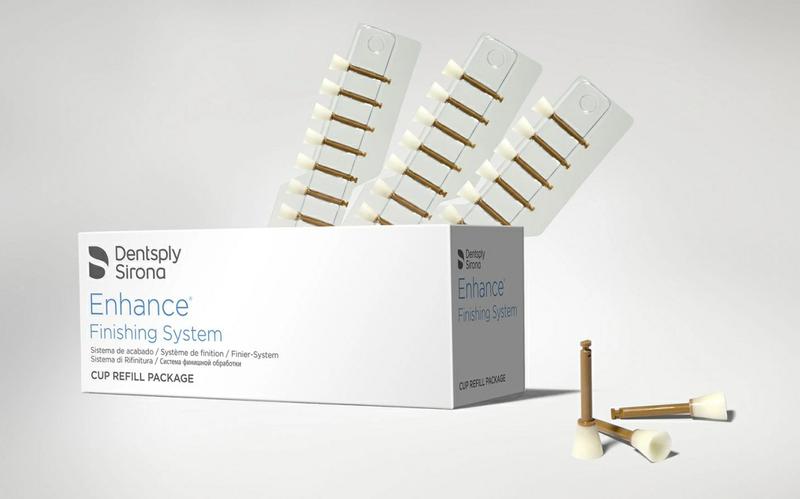 Dentsply
Sirona
Enhance®
Finishing System
Sistema de acabado / Système de finition / Finier-System
Sistema di Rifinitura / Система финишной обработки
CUP REFILL PACKAGE
Dentsply
Sirona
Enhance®
Finishing System
CUP REFILL PACKAGE